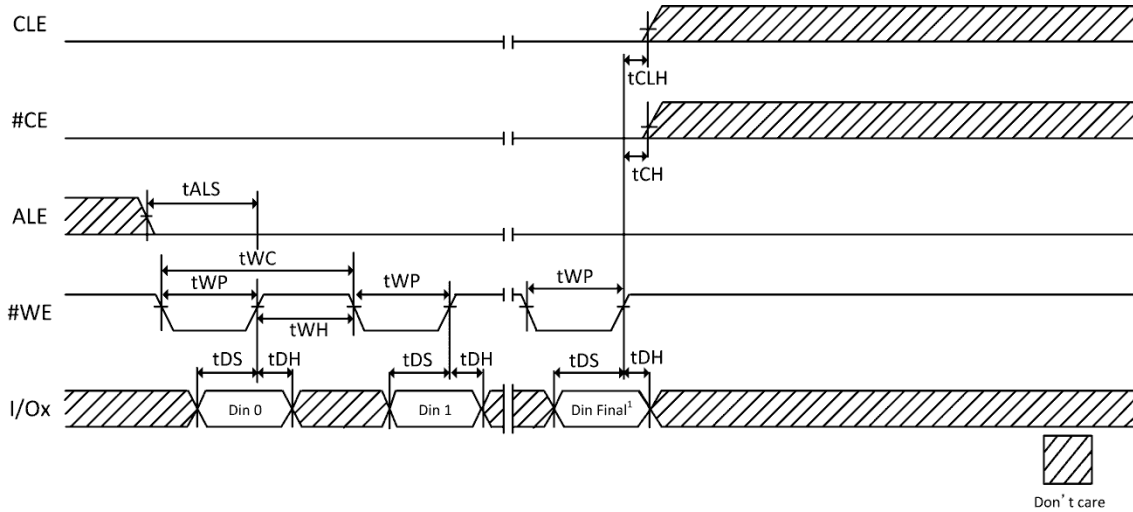 CLE
tCLH
#CE
tCH
tALS
ALE
tWC
tWP
tWP
tWP
#WE
tWH
tDS
tDH
tDS
tDH
tDS
tDH
I/Ox
Din 0
Din 1
Din Final¹
Don't care